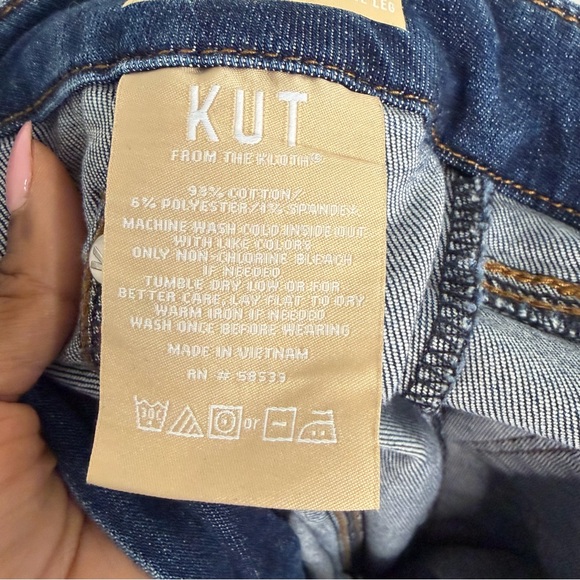 LEG
KUT
FROM THE KLOTH®
93% COTTON/
6% POLYESTER/1% SPANDEX
MACHINE WASH COLD INSIDE OUT
WITH LIKE COLORS
ONLY NON-CHLORINE BLEACH
IF NEEDED
TUMBLE DRY LOW, OR FOR
BETTER CARE, LAY FLAT TO DRY
WARM IRON IF NEEDED
WASH ONCE BEFORE WEARING
MADE IN VIETNAM
RN # 58533
30C or